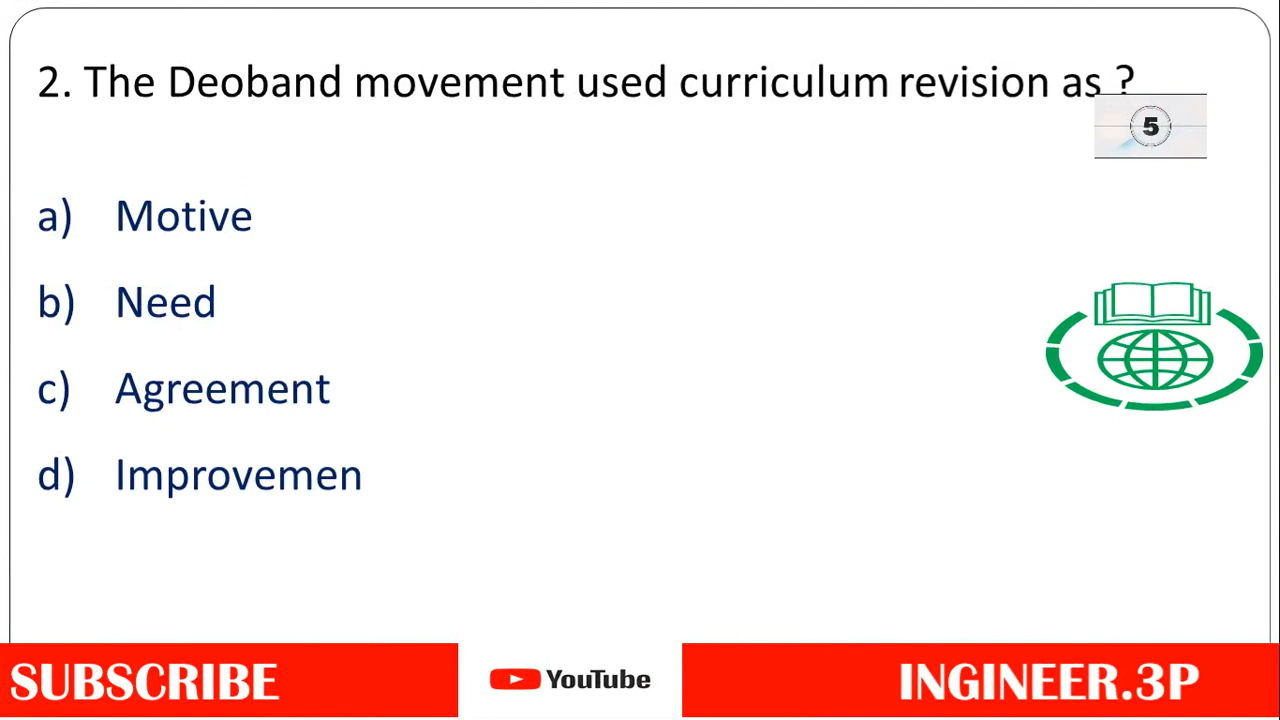 2. The Deoband movement used curriculum revision as ?
5
a) Motive
b) Need
c) Agreement
d) Improvemen
SUBSCRIBE
YouTube
INGINEER.3P